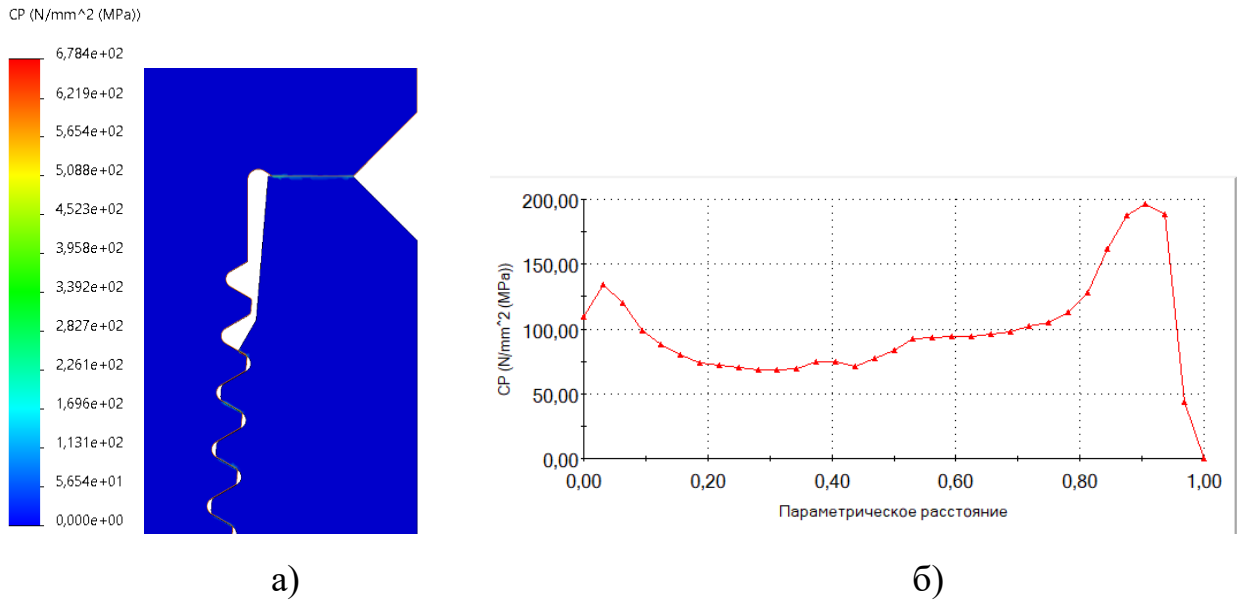 CP (N/mm^2 (MPa))
6,784e+02
6,219e+02
5,654e+02
5,088e+02
4,523e+02
3,958e+02
3,392e+02
2,827e+02
2,261e+02
1,696e+02
1,131e+02
5,654e+01
0,000e+00
а)
CP (N/mm^2 (MPa))
200,00
150,00
100,00
50,00
0,00
0,00 0,20 0,40 0,60 0,80 1,00
Параметрическое расстояние
б)